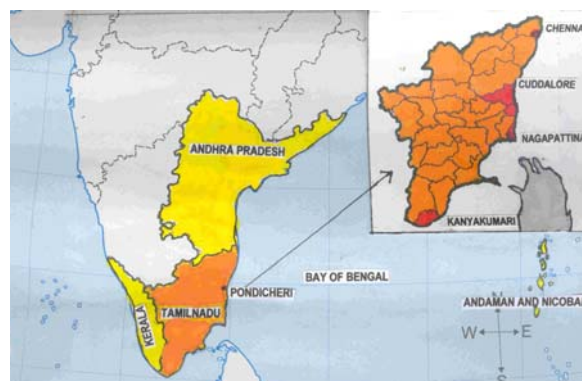 CHENNA
CUDDALORE
NAGAPATTINA
KANYAKUMARI
ANDHRA PRADESH
BAY OF BENGAL
PONDICHERI
TAMILNADU
KERALA
ANDAMAN AND NICOBA
W
E
S